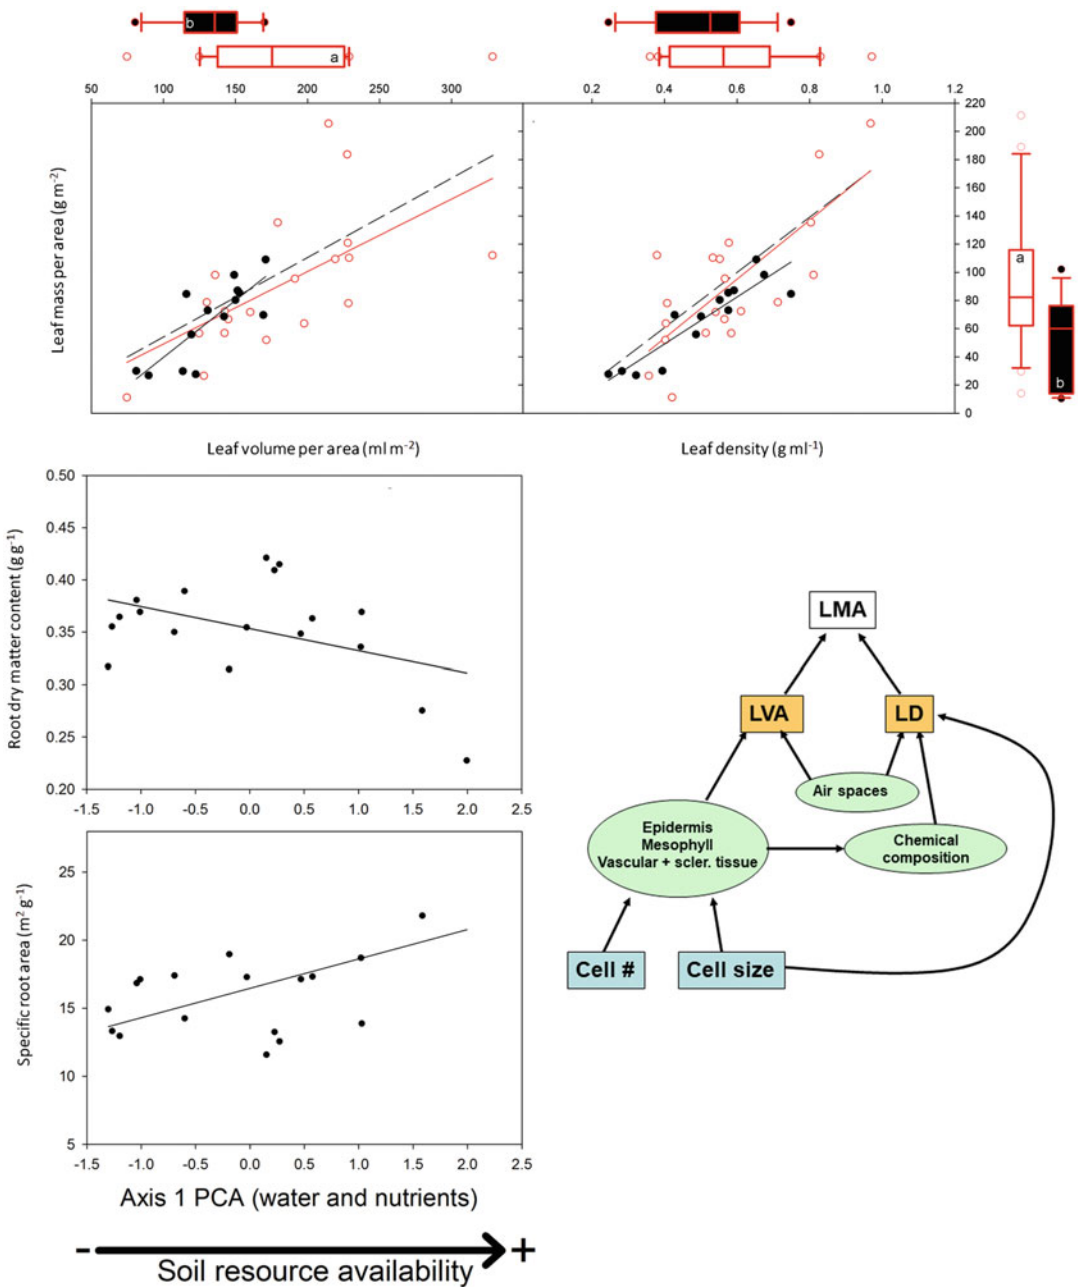 b
a
50 100 150 200 250 300
0.2 0.4 0.6 0.8 1.0 1.2
220
200
180
160
140
120
100
80
60
40
20
0
Leaf mass per area (g m⁻²)
a
b
Leaf volume per area (ml m⁻²)
Leaf density (g ml⁻¹)
0.50
0.45
0.40
0.35
0.30
0.25
0.20
Root dry matter content (g g⁻¹)
-1.5 -1.0 -0.5 0.0 0.5 1.0 1.5 2.0 2.5
LMA
LVA
LD
Air spaces
Epidermis
Mesophyll
Vascular + scler. tissue
Chemical
composition
Cell #
Cell size
25
20
15
10
5
Specific root area (m² g⁻¹)
-1.5 -1.0 -0.5 0.0 0.5 1.0 1.5 2.0 2.5
Axis 1 PCA (water and nutrients)
- +
Soil resource availability